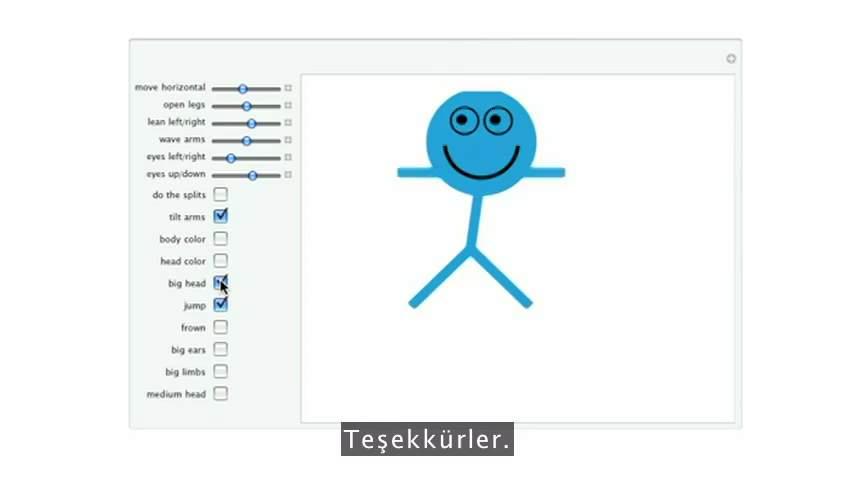 move horizontal
open legs
lean left/right
wave arms
eyes left/right
eyes up/down
do the splits
tilt arms
body color
head color
big head
jump
frown
big ears
big limbs
medium head
Teşekkürler.